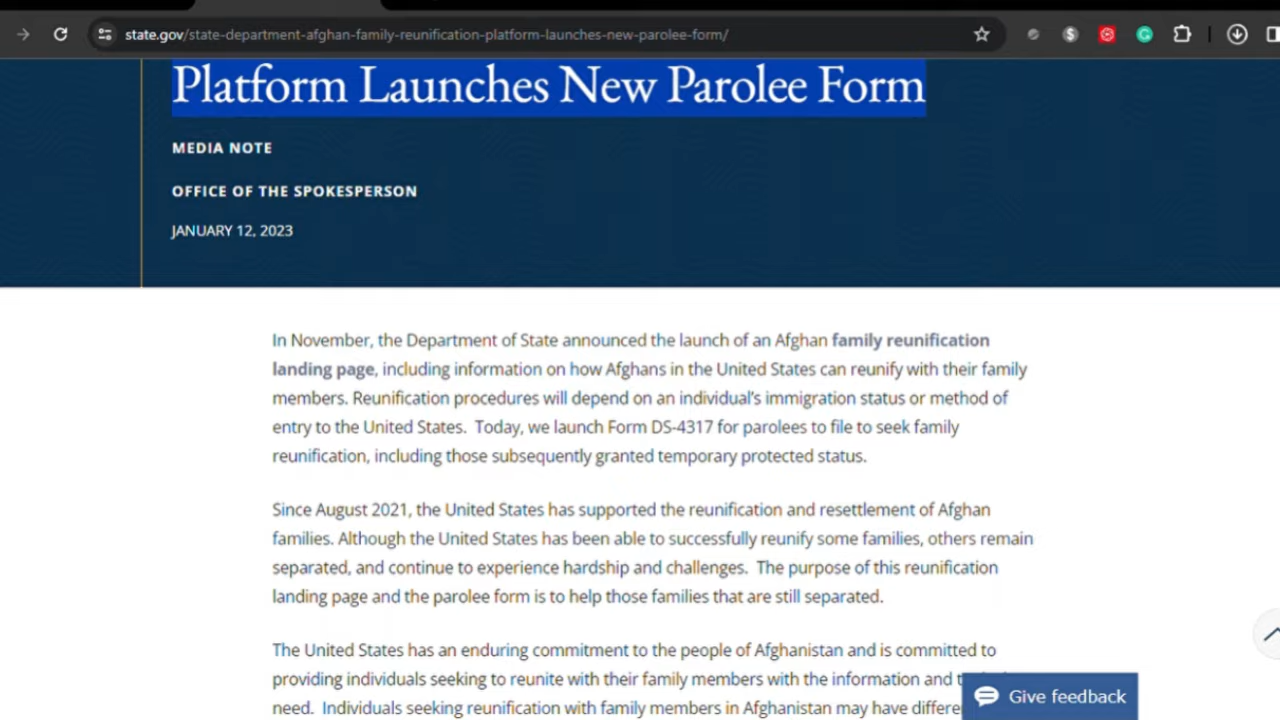 state.gov/state-department-afghan-family-reunification-platform-launches-new-parolee-form/
Platform Launches New Parolee Form
MEDIA NOTE
OFFICE OF THE SPOKESPERSON
JANUARY 12, 2023
In November, the Department of State announced the launch of an Afghan family reunification
landing page, including information on how Afghans in the United States can reunify with their family
members. Reunification procedures will depend on an individual's immigration status or method of
entry to the United States.  Today, we launch Form DS-4317 for parolees to file to seek family
reunification, including those subsequently granted temporary protected status.
Since August 2021, the United States has supported the reunification and resettlement of Afghan
families. Although the United States has been able to successfully reunify some families, others remain
separated, and continue to experience hardship and challenges.  The purpose of this reunification
landing page and the parolee form is to help those families that are still separated.
The United States has an enduring commitment to the people of Afghanistan and is committed to
providing individuals seeking to reunite with their family members with the information and
need.  Individuals seeking reunification with family members in Afghanistan may have
Give feedback